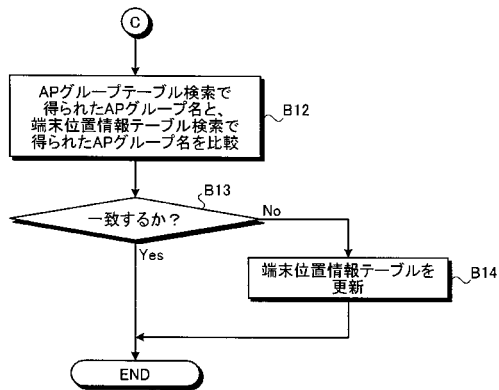 C
APグループテーブル検索で
得られたAPグループ名と、
端末位置情報テーブル検索で
得られたAPグループ名を比較
B12
B13
一致するか？
No
Yes
端末位置情報テーブルを
更新
B14
END